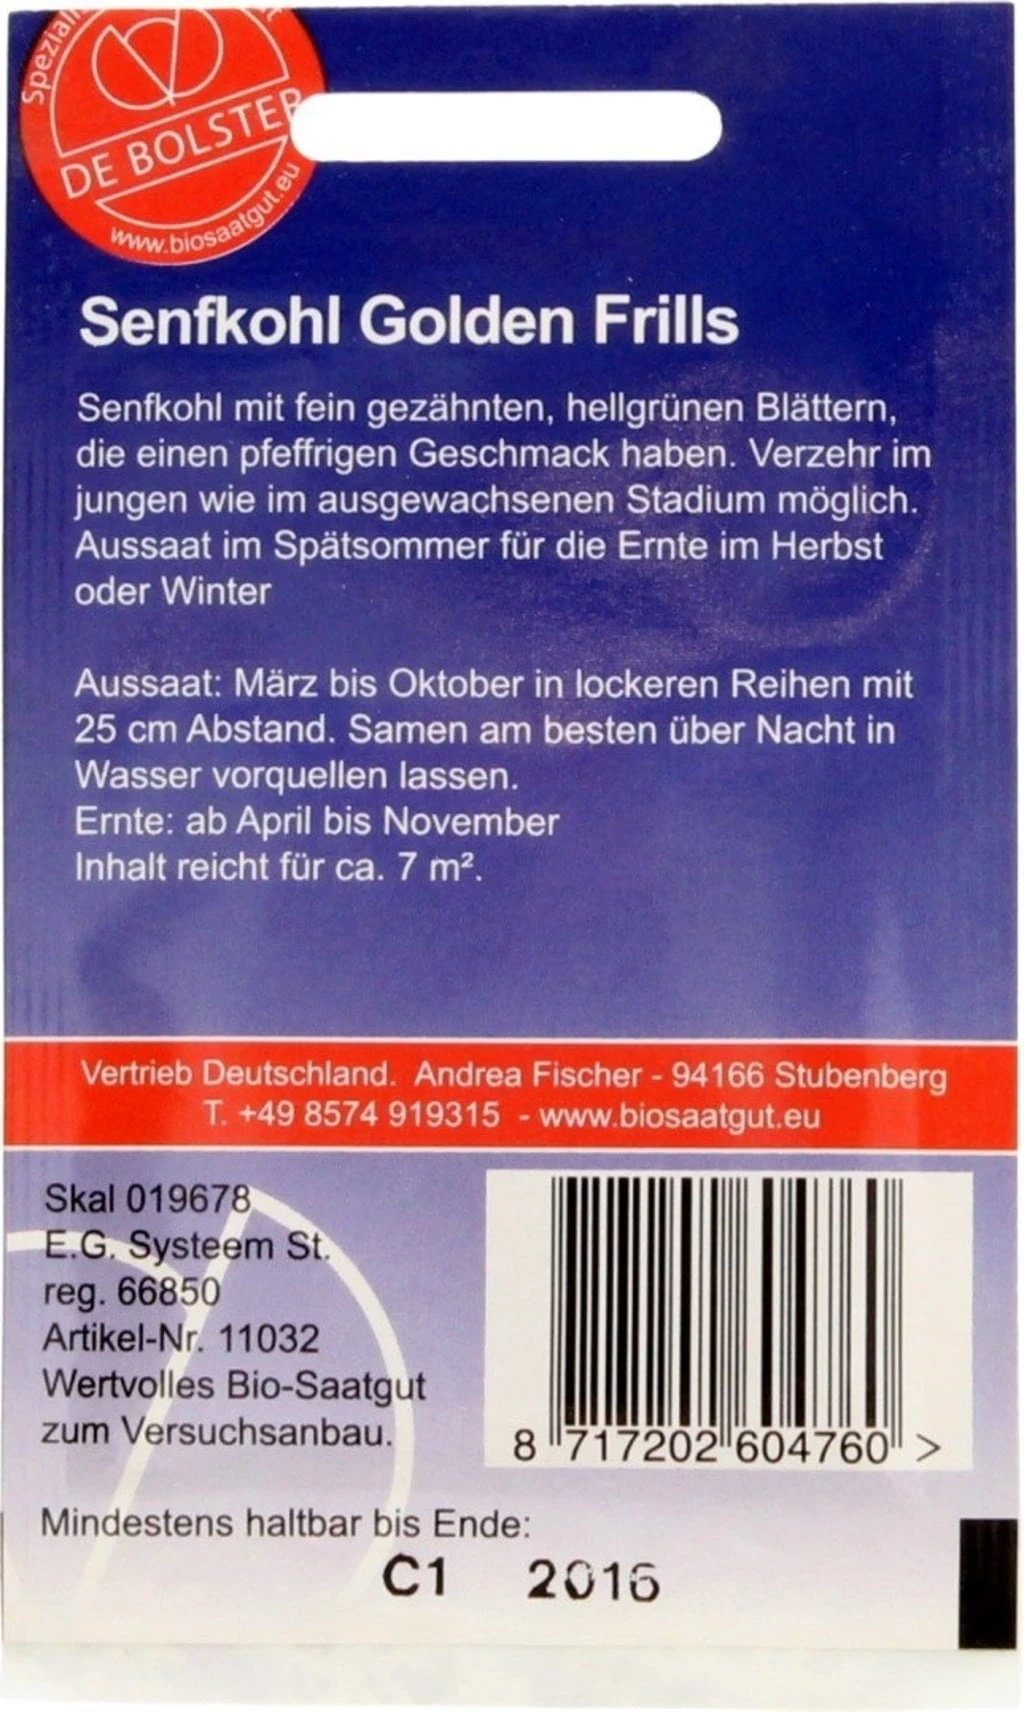 DE BOLSTER
www.biosaatgut.eu
Senfkohl Golden Frills
Senfkohl mit fein gezähnten, hellgrünen Blättern,
die einen pfeffrigen Geschmack haben. Verzehr im
jungen wie im ausgewachsenen Stadium möglich.
Aussaat im Spätsommer für die Ernte im Herbst
oder Winter
Aussaat: März bis Oktober in lockeren Reihen mit
25 cm Abstand. Samen am besten über Nacht in
Wasser vorquellen lassen.
Ernte: ab April bis November
Inhalt reicht für ca. 7 m².
Vertrieb Deutschland. Andrea Fischer - 94166 Stubenberg
T. +49 8574 919315 - www.biosaatgut.eu
Skal 019678
E.G. Systeem St.
reg. 66850
Artikel-Nr. 11032
Wertvolles Bio-Saatgut
zum Versuchsanbau.
8 717202 604760 >
Mindestens haltbar bis Ende:
C1 2016